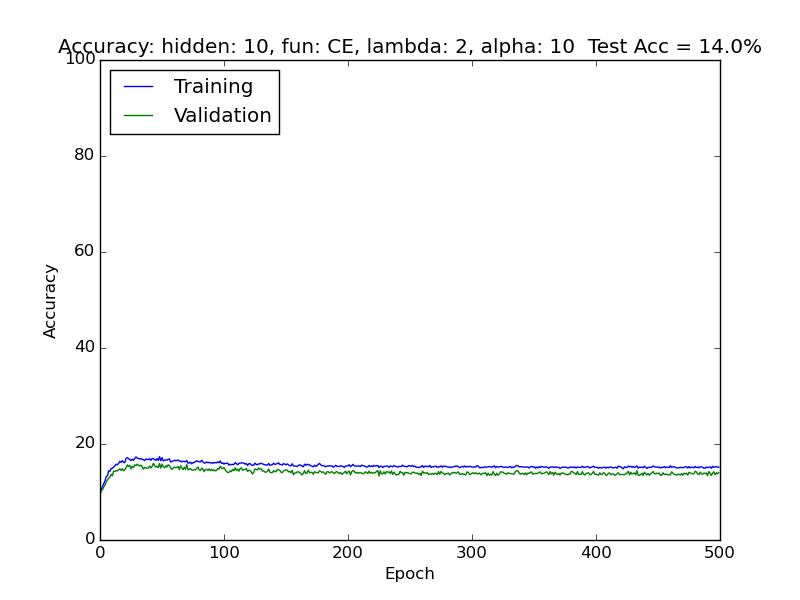 Accuracy: hidden: 10, fun: CE, lambda: 2, alpha: 10  Test Acc = 14.0%
Training
Validation
100
80
60
40
20
0
Accuracy
0 100 200 300 400 500
Epoch